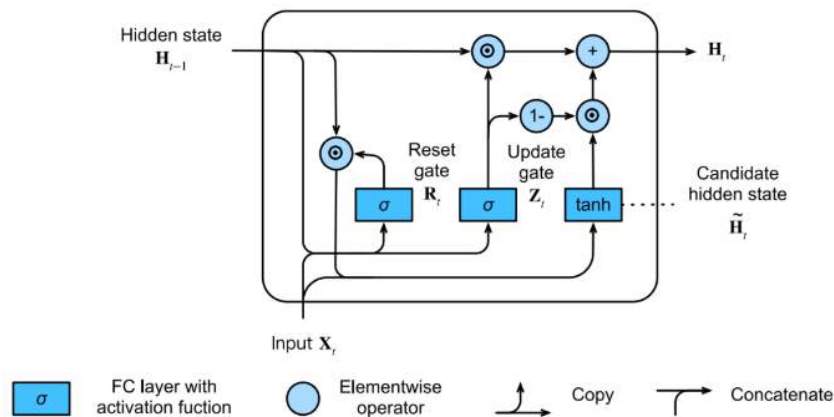 Hidden state
H_{t−1}
H_t
⊙
+
1-
⊙
⊙
Reset
gate
R_t
Update
gate
Z_t
Candidate
hidden state
H̃_t
σ
σ
tanh
Input X_t
σ
FC layer with
activation fuction
Elementwise
operator
Copy
Concatenate